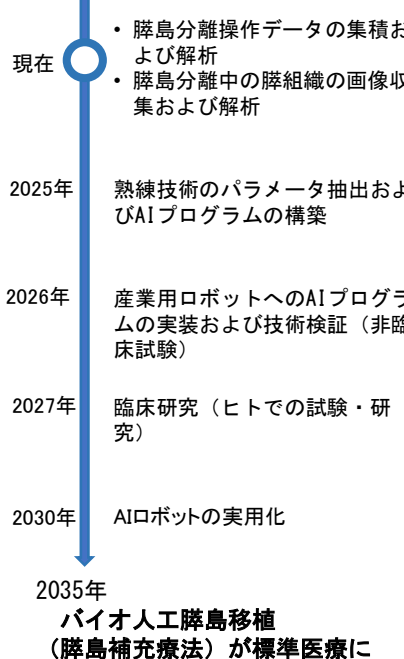 ・ 膵島分離操作データの集積お
よび解析
現在
・ 膵島分離中の膵組織の画像収
集および解析
2025年
熟練技術のパラメータ抽出およ
びAIプログラムの構築
2026年
産業用ロボットへのAIプログラ
ムの実装および技術検証（非臨
床試験）
2027年
臨床研究（ヒトでの試験・研
究）
2030年
AIロボットの実用化
2035年
バイオ人工膵島移植
（膵島補充療法）が標準医療に